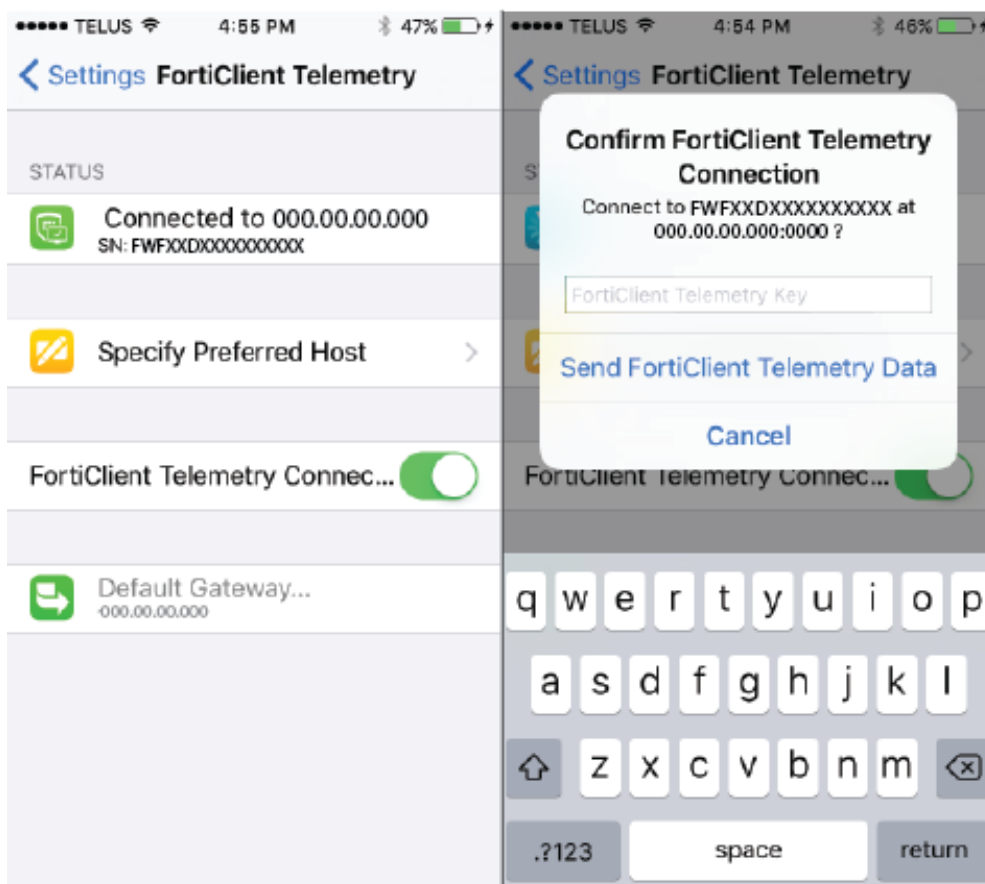 TELUS 4:55 PM 47%
Settings FortiClient Telemetry
STATUS
Connected to 000.00.00.000
SN: FWFXXDXXXXXXXXXX
Specify Preferred Host
FortiClient Telemetry Connec...
Default Gateway...
000.00.00.000
TELUS 4:54 PM 46%
Settings FortiClient Telemetry
S
Confirm FortiClient Telemetry
Connection
Connect to FWFXXDXXXXXXXXXX at
000.00.00.000:0000 ?
FortiClient Telemetry Key
Send FortiClient Telemetry Data
Cancel
FortiClient Telemetry Connec...
q w e r t y u i o p
a s d f g h j k l
z x c v b n m
.?123 space return